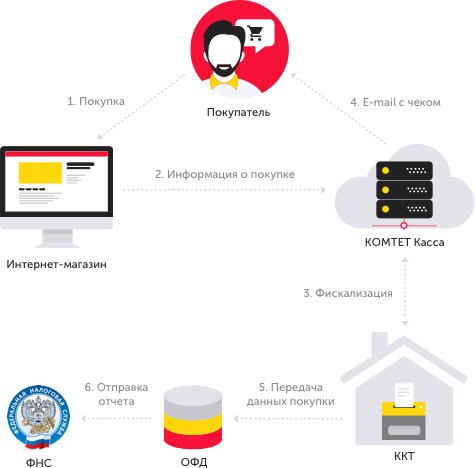 Покупатель
1. Покупка
4. E-mail с чеком
2. Информация о покупке
Интернет-магазин
КОМТЕТ Касса
3. Фискализация
6. Отправка
отчета
5. Передача
данных покупки
ФЕДЕРАЛЬНАЯ НАЛОГОВАЯ СЛУЖБА
ФНС
ОФД
ККТ